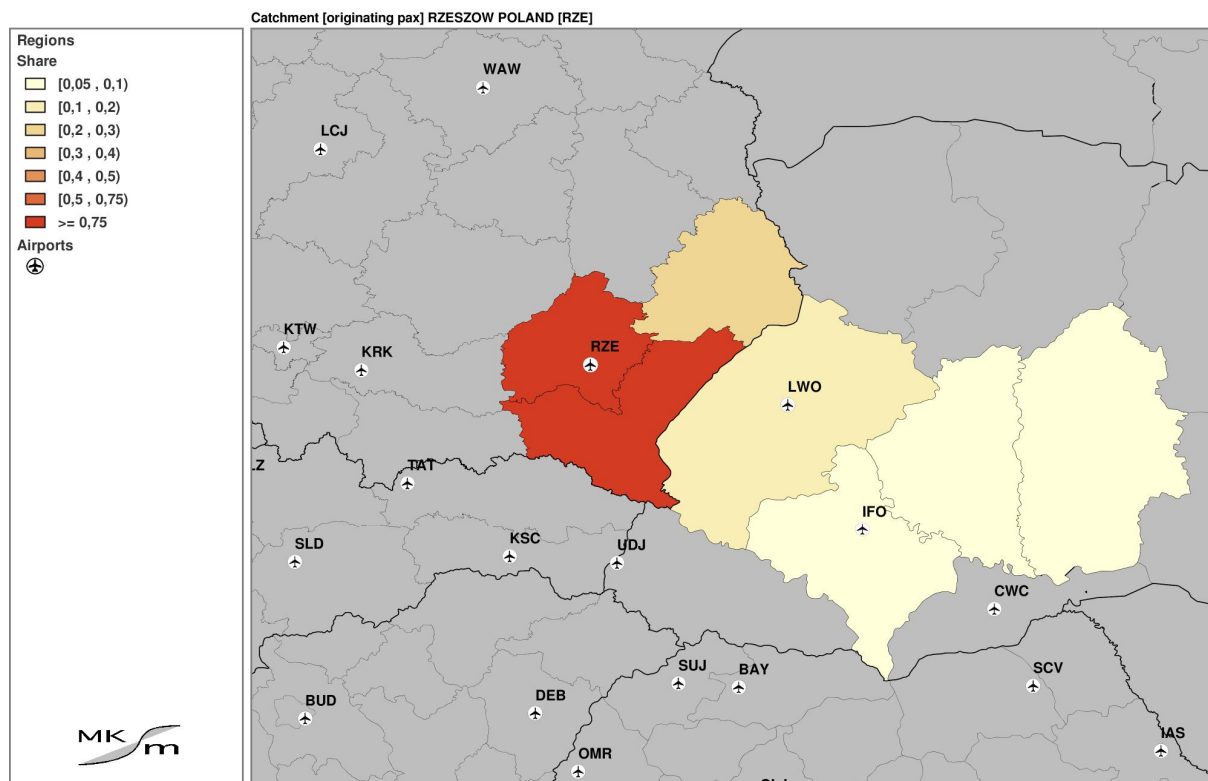 Catchment [originating pax] RZESZOW POLAND [RZE]
Regions
Share
[0,05 , 0,1)
[0,1 , 0,2)
[0,2 , 0,3)
[0,3 , 0,4)
[0,4 , 0,5)
[0,5 , 0,75)
>= 0,75
Airports
WAW
LCJ
KTW
KRK
RZE
LWO
LZ
TAT
IFO
SLD
KSC
UDJ
CWC
SUJ
BAY
SCV
BUD
DEB
IAS
OMR
MK m